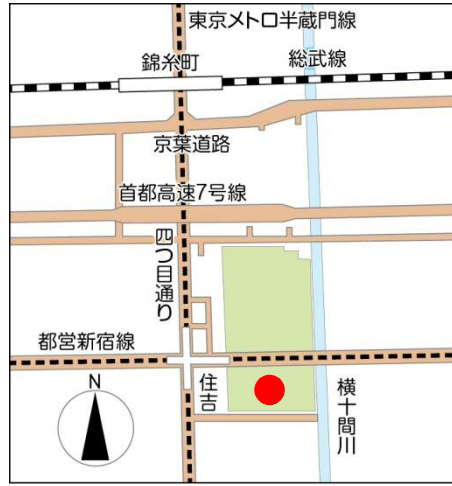 東京メトロ半蔵門線
錦糸町
総武線
京葉道路
首都高速7号線
四つ目通り
都営新宿線
住吉
横十間川
N